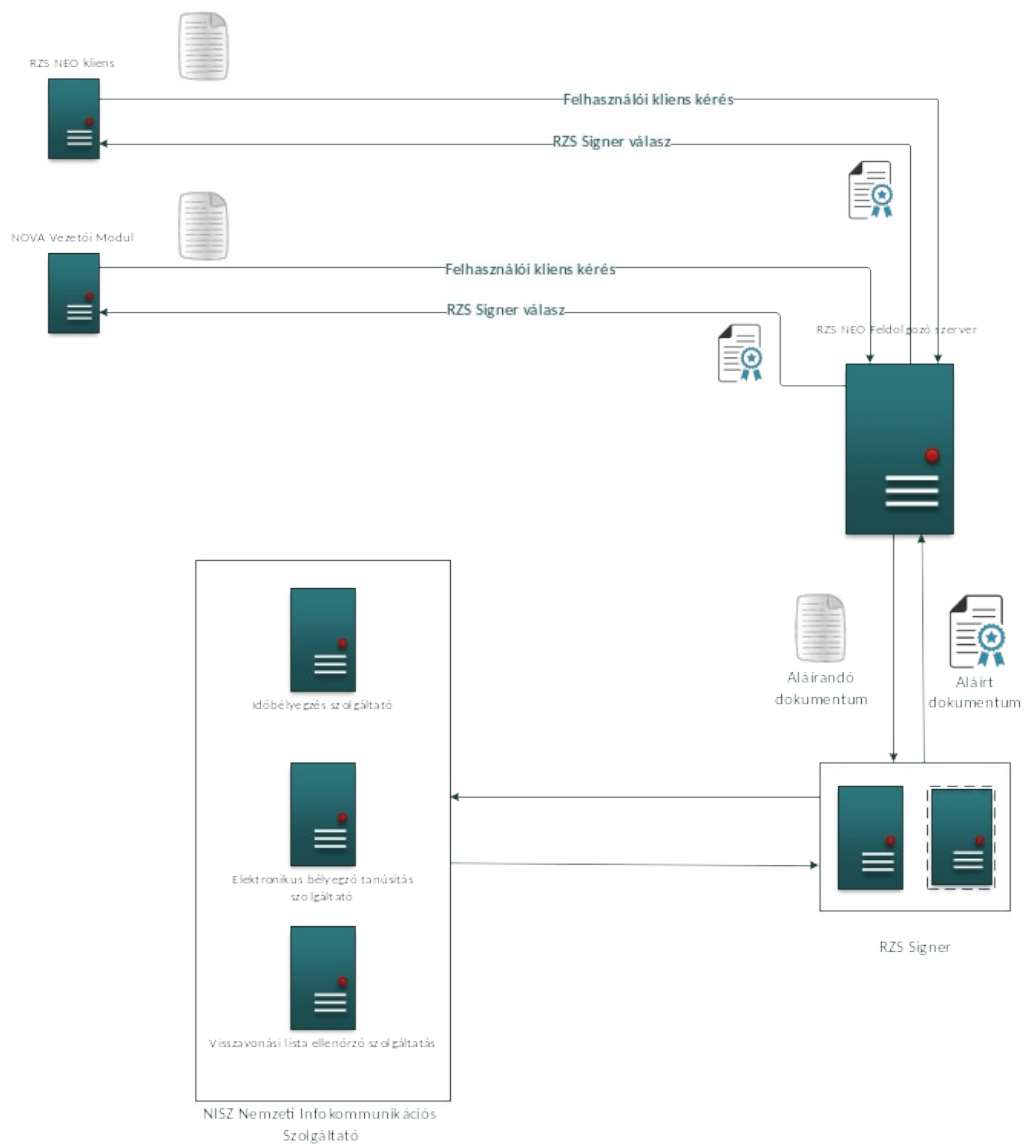 RZS NEO kliens
Felhasználói kliens kérés
RZS Signer válasz
NOVA Vezetői Modul
Felhasználói kliens kérés
RZS Signer válasz
RZS NEO Feldolgozó szerver
Aláírandó
dokumentum
Aláírt
dokumentum
Időbélyegzés szolgáltató
Elektronikus bélyegző tanúsítás
szolgáltató
RZS Signer
Visszavonási lista ellenőrző szolgáltatás
NISZ Nemzeti Infokommunikációs
Szolgáltató